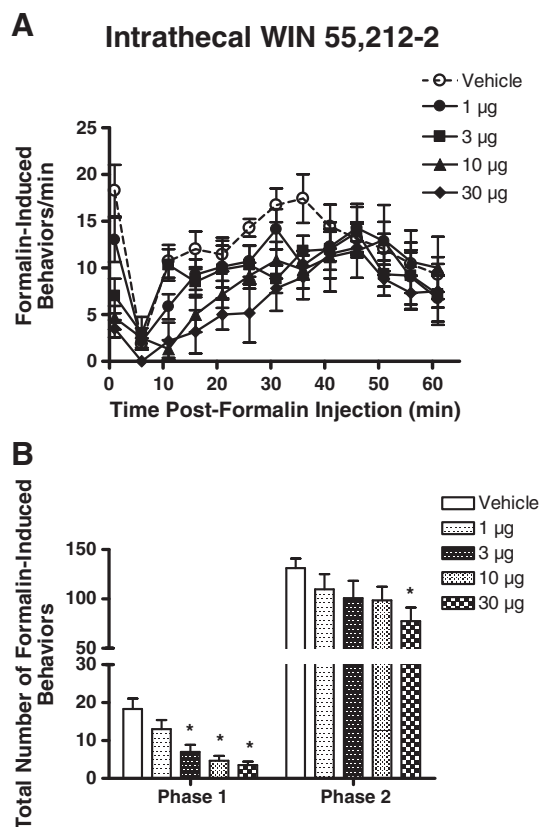 A
Intrathecal WIN 55,212-2
Vehicle
1 µg
3 µg
10 µg
30 µg
Formalin-Induced
Behaviors/min
25
20
15
10
5
0
0 10 20 30 40 50 60
Time Post-Formalin Injection (min)
B
Vehicle
1 µg
3 µg
10 µg
30 µg
Total Number of Formalin-Induced
Behaviors
150
100
50
30
20
10
0
* * *
*
Phase 1 Phase 2